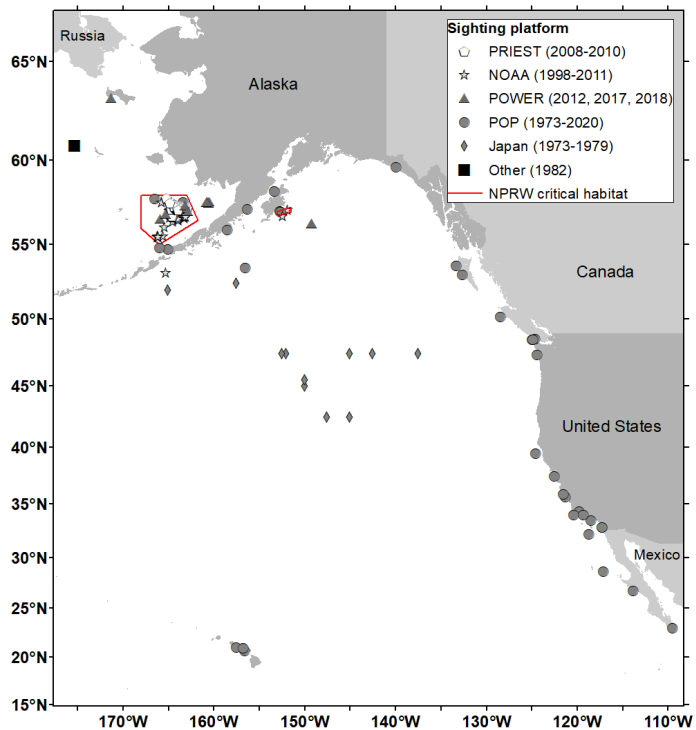 Sighting platform
PRIEST (2008-2010)
NOAA (1998-2011)
POWER (2012, 2017, 2018)
POP (1973-2020)
Japan (1973-1979)
Other (1982)
NPRW critical habitat
Russia
Alaska
Canada
United States
Mexico
65°N
60°N
55°N
50°N
45°N
40°N
35°N
30°N
25°N
20°N
15°N
170°W
160°W
150°W
140°W
130°W
120°W
110°W